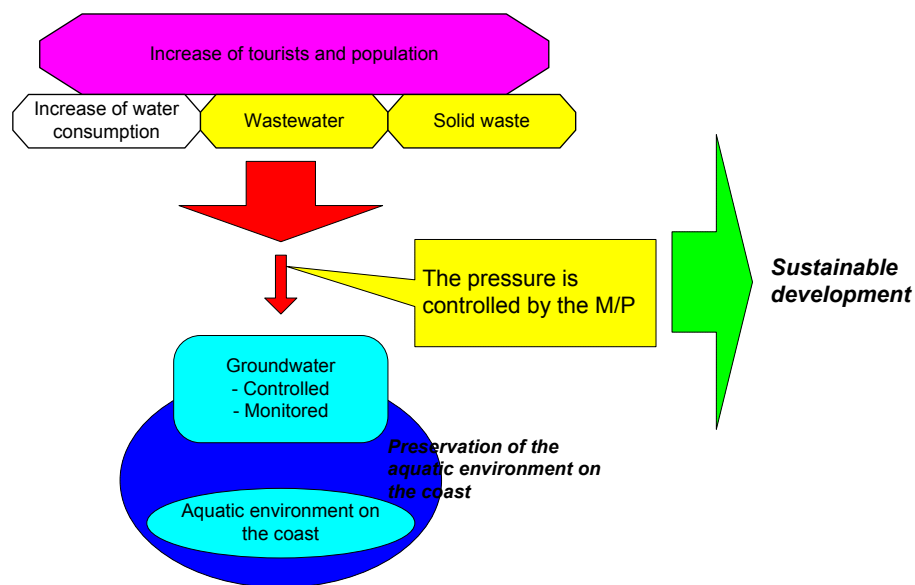 Increase of tourists and population
Increase of water
consumption
Wastewater
Solid waste
The pressure is
controlled by the M/P
Sustainable
development
Groundwater
- Controlled
- Monitored
Preservation of the
aquatic environment on
the coast
Aquatic environment on
the coast